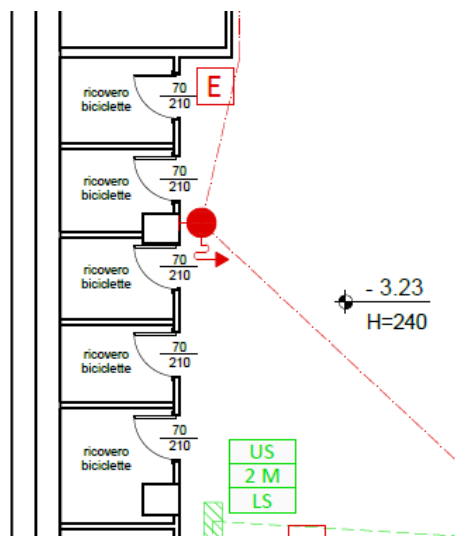 70
E
ricovero
biciclette
210
70
ricovero
biciclette
210
70
ricovero
biciclette
210
- 3.23
H=240
70
ricovero
biciclette
210
70
210
ricovero
biciclette
US
2 M
LS